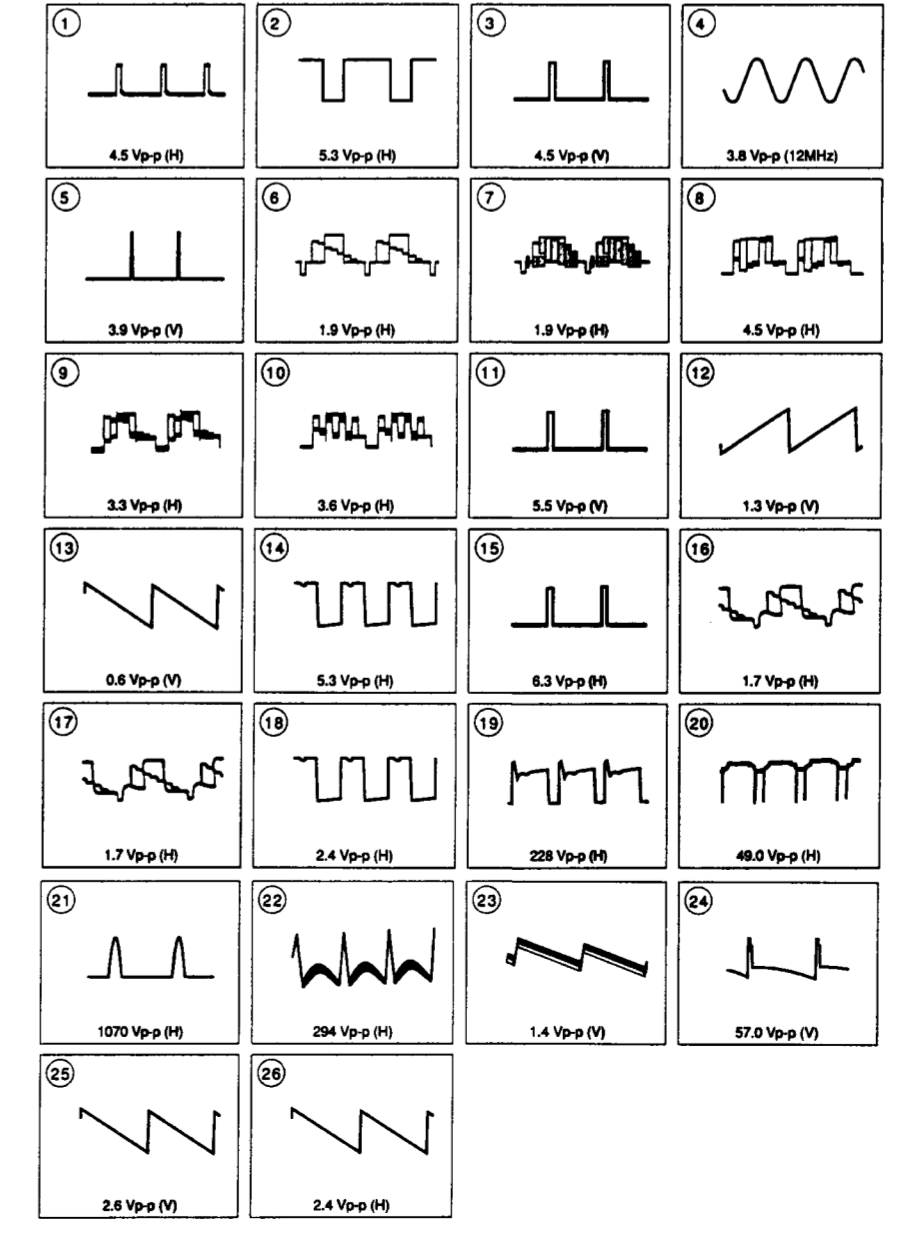 1
4.5 Vp-p (H)
2
5.3 Vp-p (H)
3
4.5 Vp-p (V)
4
3.8 Vp-p (12MHz)
5
3.9 Vp-p (V)
6
1.9 Vp-p (H)
7
1.9 Vp-p (H)
8
4.5 Vp-p (H)
9
3.3 Vp-p (H)
10
3.6 Vp-p (H)
11
5.5 Vp-p (V)
12
1.3 Vp-p (V)
13
0.6 Vp-p (V)
14
5.3 Vp-p (H)
15
6.3 Vp-p (H)
16
1.7 Vp-p (H)
17
1.7 Vp-p (H)
18
2.4 Vp-p (H)
19
228 Vp-p (H)
20
49.0 Vp-p (H)
21
1070 Vp-p (H)
22
294 Vp-p (H)
23
1.4 Vp-p (V)
24
57.0 Vp-p (V)
25
2.6 Vp-p (V)
26
2.4 Vp-p (H)